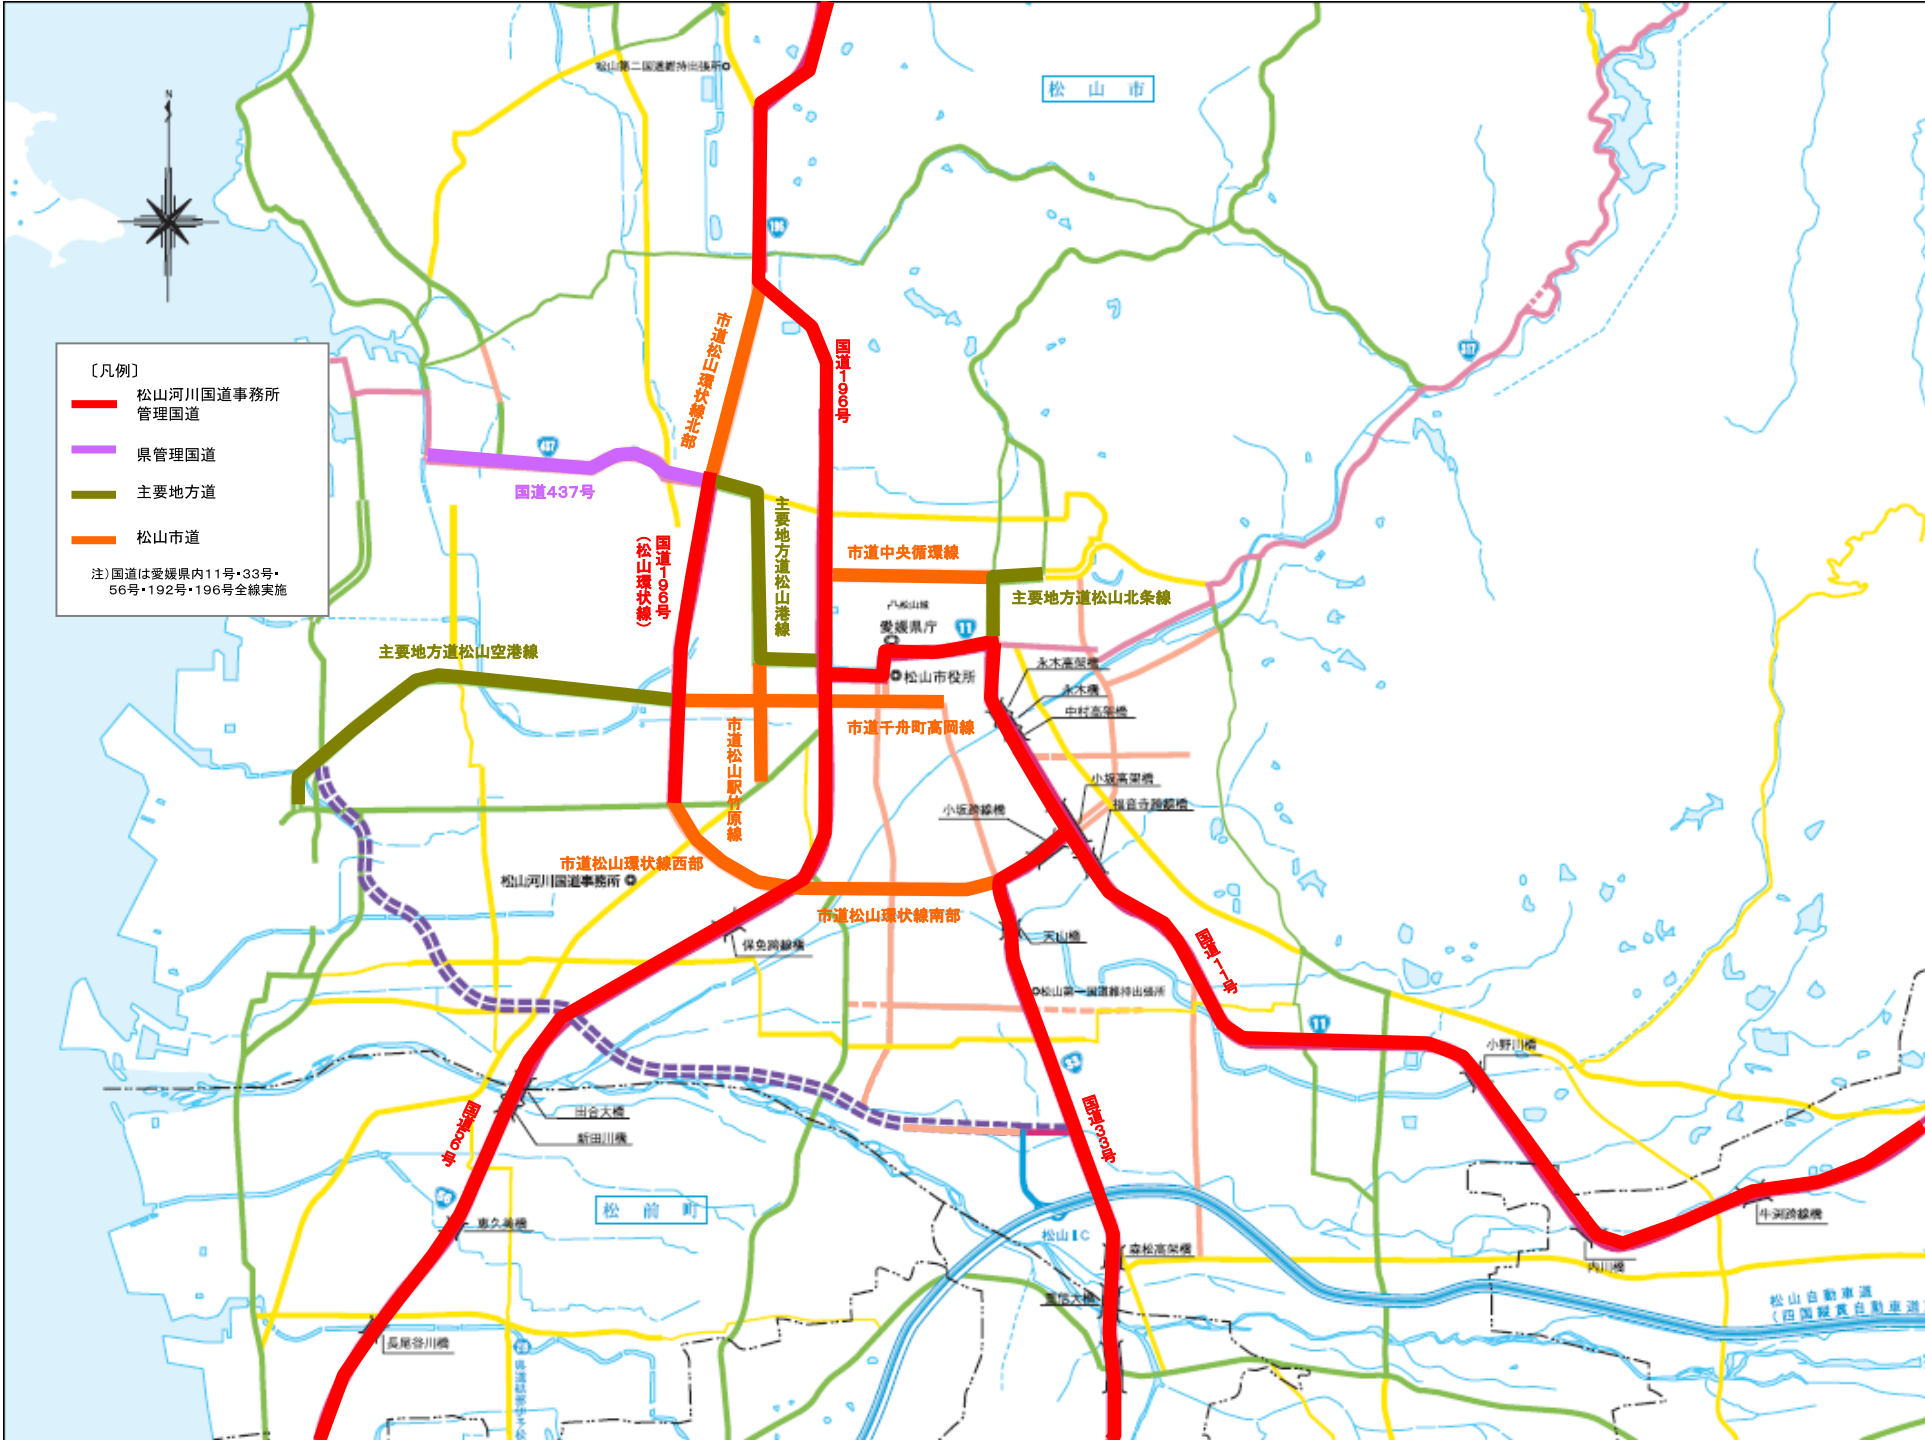 松山第二国道維持出張所
松山市
N
196
〔凡例〕
松山河川国道事務所
管理国道
県管理国道
主要地方道
松山市道
注)国道は愛媛県内11号・33号・
56号・192号・196号全線実施
市道松山環状線北部
国道196号
317
437
国道437号
国道196号
(松山環状線)
主要地方道松山港線
市道中央循環線
主要地方道松山北条線
愛媛県庁
11
松山市役所
主要地方道松山空港線
永木高架橋
永木橋
中村高架橋
市道千舟町高岡線
市道松山駅竹原線
小坂高架橋
福音寺跨線橋
小坂跨線橋
市道松山環状線西部
松山河川国道事務所
市道松山環状線南部
保免跨線橋
天山橋
国道11号
松山第一国道維持出張所
11
小野川橋
33
国道33号
国道56号
出合大橋
新田川橋
56
恵久美橋
松前町
松山IC
森松高架橋
重信大橋
内川橋
牛渕跨線橋
松山自動車道
(四国縦貫自動車道)
長尾谷川橋